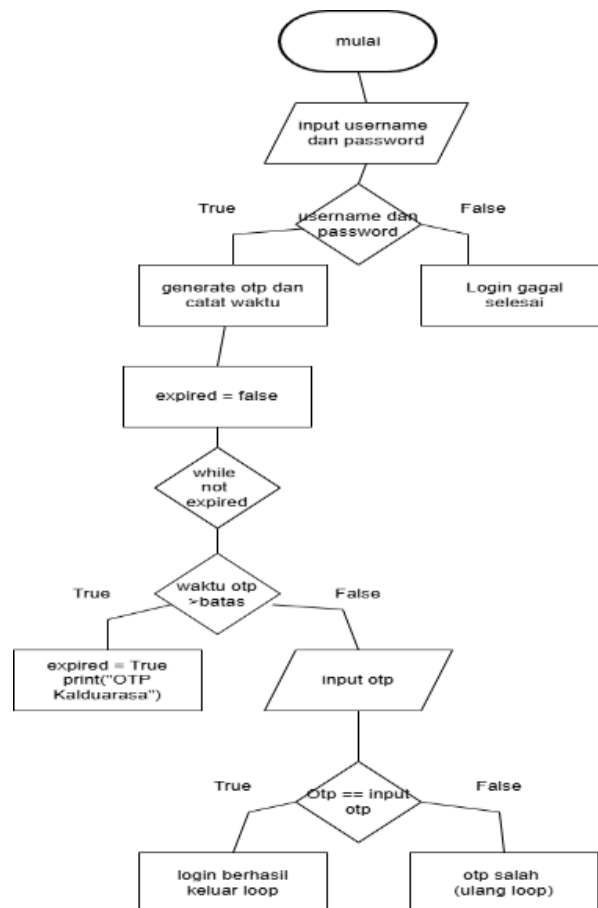 mulai
input username
dan password
True
username dan
password
False
generate otp dan
catat waktu
Login gagal
selesai
expired = false
while
not
expired
True
waktu otp
>batas
False
expired = True
print("OTP
Kalduarasa")
input otp
True
Otp == input
otp
False
login berhasil
keluar loop
otp salah
(ulang loop)